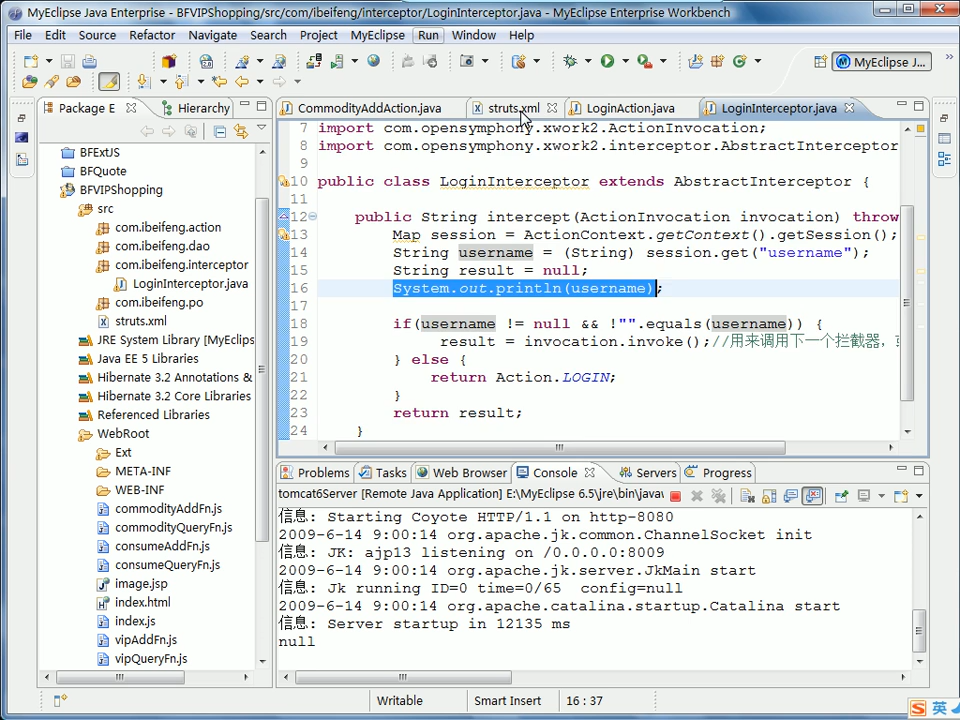 MyEclipse Java Enterprise - BFVIPShopping/src/com/ibeifeng/interceptor/LoginInterceptor.java - MyEclipse Enterprise Workbench
File Edit Source Refactor Navigate Search Project MyEclipse Run Window Help
MyEclipse J...
Package E
Hierarchy
BFExtJS
BFQuote
BFVIPShopping
src
com.ibeifeng.action
com.ibeifeng.dao
com.ibeifeng.interceptor
LoginInterceptor.java
com.ibeifeng.po
struts.xml
JRE System Library [MyEclips
Java EE 5 Libraries
Hibernate 3.2 Annotations &
Hibernate 3.2 Core Libraries
Referenced Libraries
WebRoot
Ext
META-INF
WEB-INF
commodityAddFn.js
commodityQueryFn.js
consumeAddFn.js
consumeQueryFn.js
image.jsp
index.html
index.js
vipAddFn.js
vipQueryFn.js
CommodityAddAction.java struts.xml LoginAction.java LoginInterceptor.java
7 import com.opensymphony.xwork2.ActionInvocation;
8 import com.opensymphony.xwork2.interceptor.AbstractInterceptor
9
10 public class LoginInterceptor extends AbstractInterceptor {
11
12 public String intercept(ActionInvocation invocation) throw
13 Map session = ActionContext.getContext().getSession();
14 String username = (String) session.get("username");
15 String result = null;
16 System.out.println(username);
17
18 if(username != null && !"".equals(username)) {
19 result = invocation.invoke();//用来调用下一个拦截器，
20 } else {
21 return Action.LOGIN;
22 }
23 return result;
24 }
Problems Tasks Web Browser Console Servers Progress
tomcat6Server [Remote Java Application] E:\MyEclipse 6.5\jre\bin\javaw
信息: Starting Coyote HTTP/1.1 on http-8080
2009-6-14 9:00:14 org.apache.jk.common.ChannelSocket init
信息: JK: ajp13 listening on /0.0.0.0:8009
2009-6-14 9:00:14 org.apache.jk.server.JkMain start
信息: Jk running ID=0 time=0/65 config=null
2009-6-14 9:00:14 org.apache.catalina.startup.Catalina start
信息: Server startup in 12135 ms
null
Writable Smart Insert 16 : 37
S 英